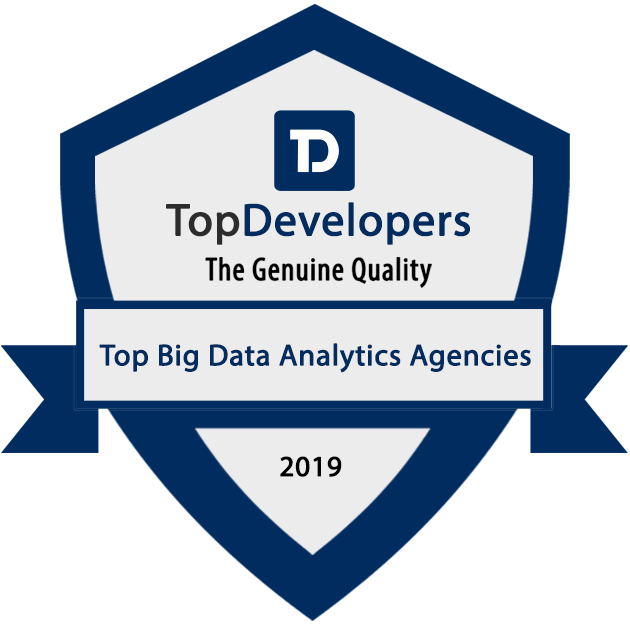 TD
TopDevelopers
The Genuine Quality
Top Big Data Analytics Agencies
2019